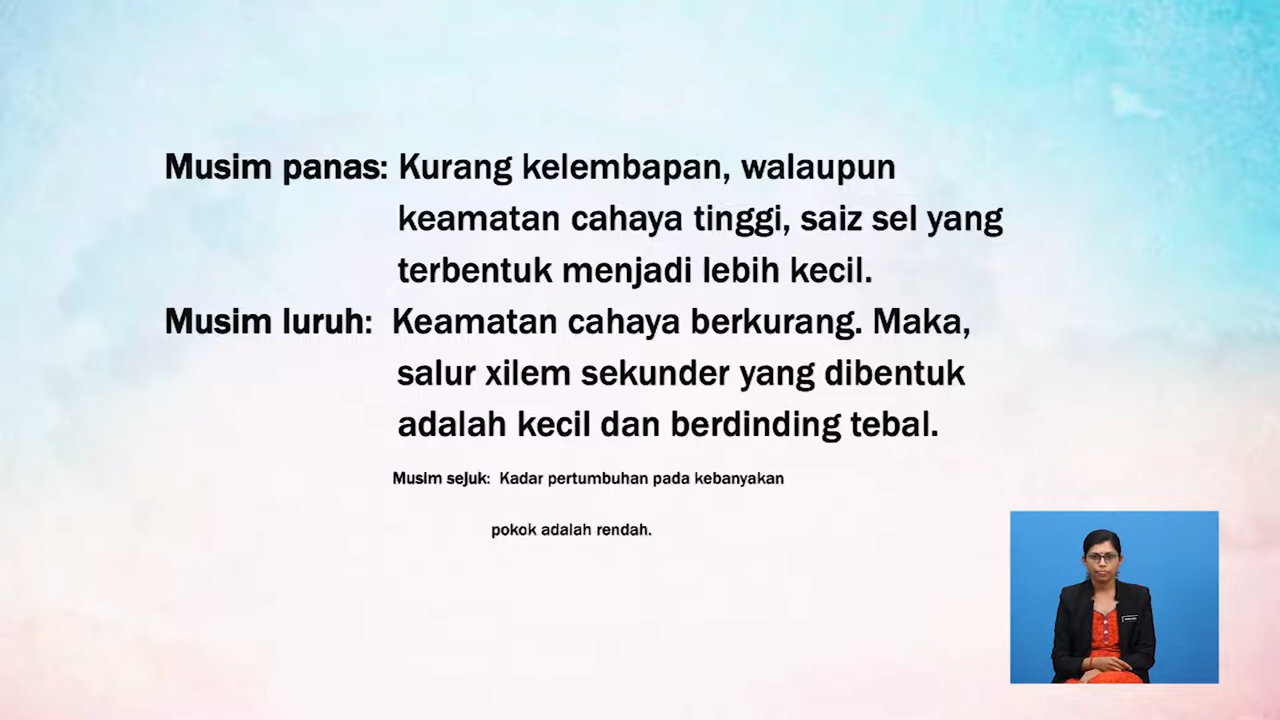 Musim panas: Kurang kelembapan, walaupun
keamatan cahaya tinggi, saiz sel yang
terbentuk menjadi lebih kecil.
Musim luruh: Keamatan cahaya berkurang. Maka,
salur xilem sekunder yang dibentuk
adalah kecil dan berdinding tebal.
Musim sejuk: Kadar pertumbuhan pada kebanyakan
pokok adalah rendah.